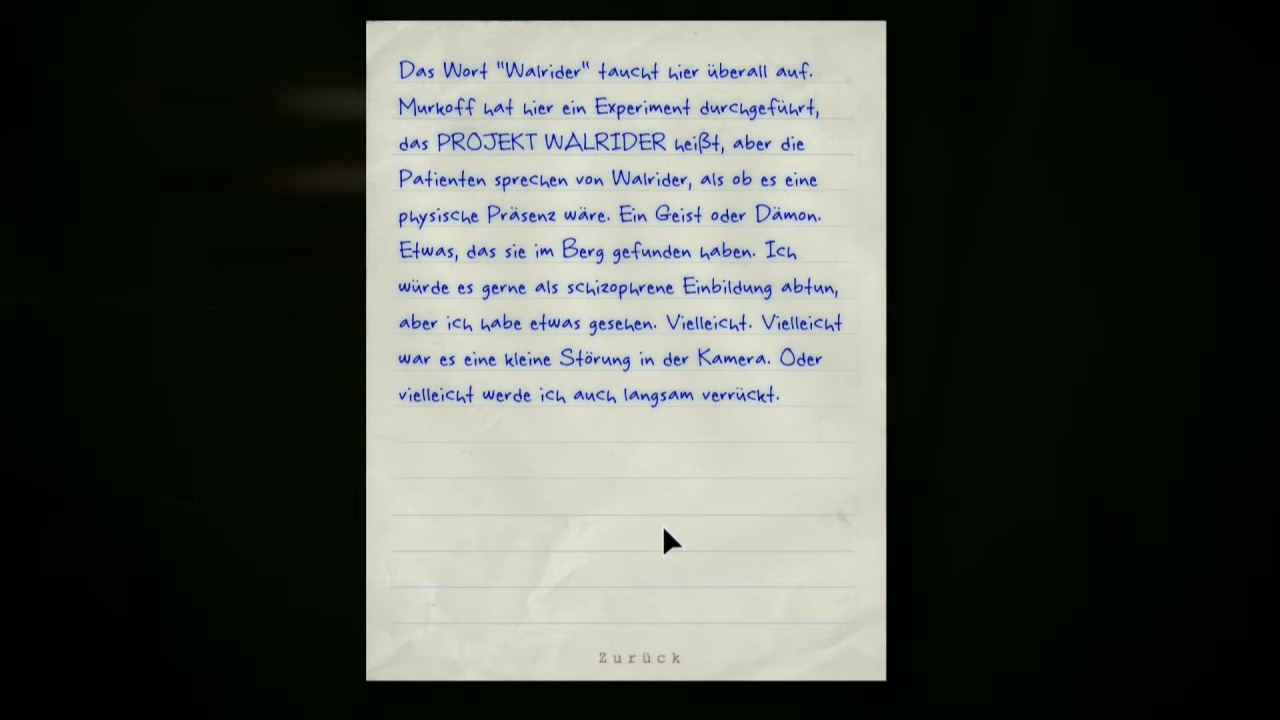 Das Wort "Walrider" taucht hier überall auf.
Murkoff hat hier ein Experiment durchgeführt,
das PROJEKT WALRIDER heißt, aber die
Patienten sprechen von Walrider, als ob es eine
physische Präsenz wäre. Ein Geist oder Dämon.
Etwas, das sie im Berg gefunden haben. Ich
würde es gerne als schizophrene Einbildung abtun,
aber ich habe etwas gesehen. Vielleicht. Vielleicht
war es eine kleine Störung in der Kamera. Oder
vielleicht werde ich auch langsam verrückt.
Zurück